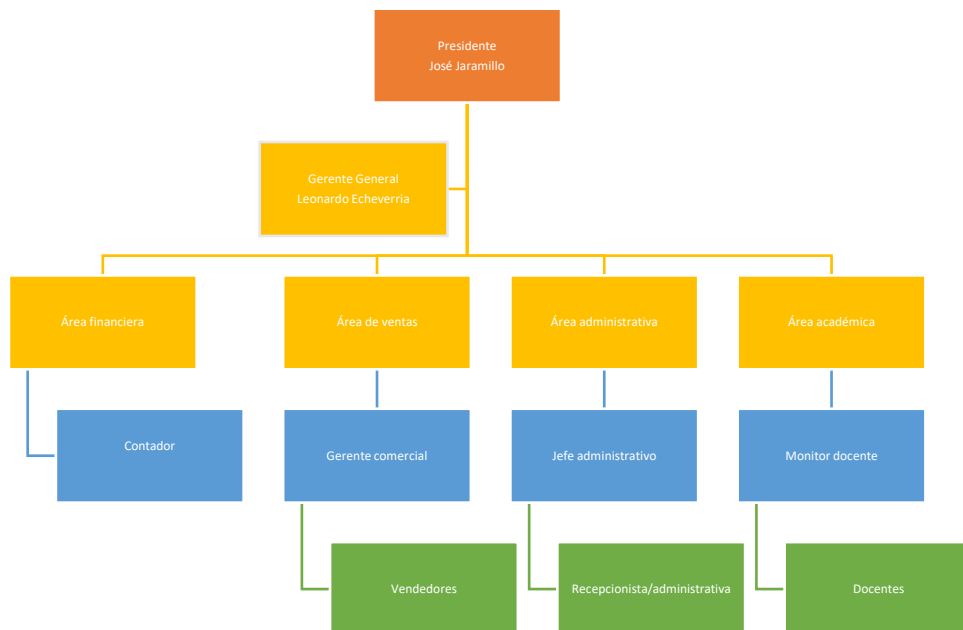 Presidente
José Jaramillo
Gerente General
Leonardo Echeverria
Área financiera
Área de ventas
Área administrativa
Área académica
Contador
Gerente comercial
Jefe administrativo
Monitor docente
Vendedores
Recepcionista/administrativa
Docentes